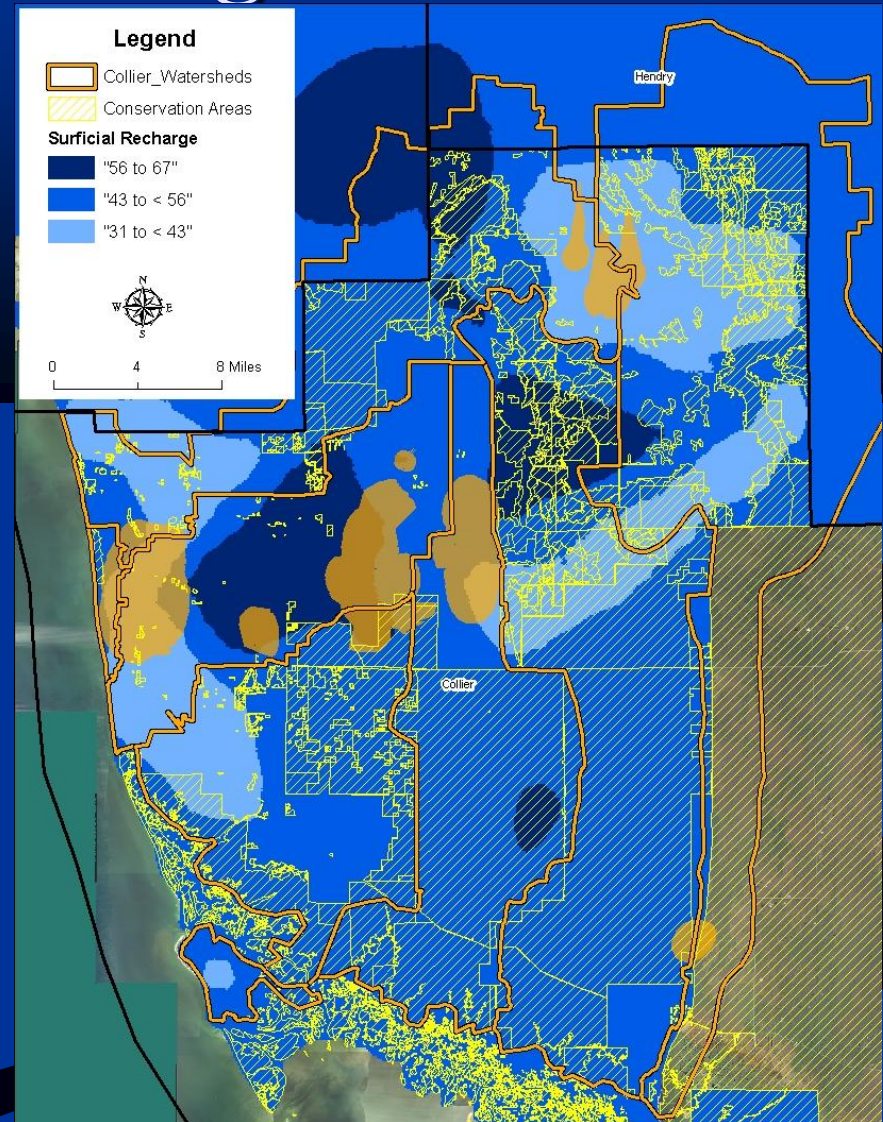 Legend
Collier_Watersheds
Conservation Areas
Surficial Recharge
"56 to 67"
"43 to < 56"
"31 to < 43"
N
W E
S
0 4 8 Miles
Hendry
Collier